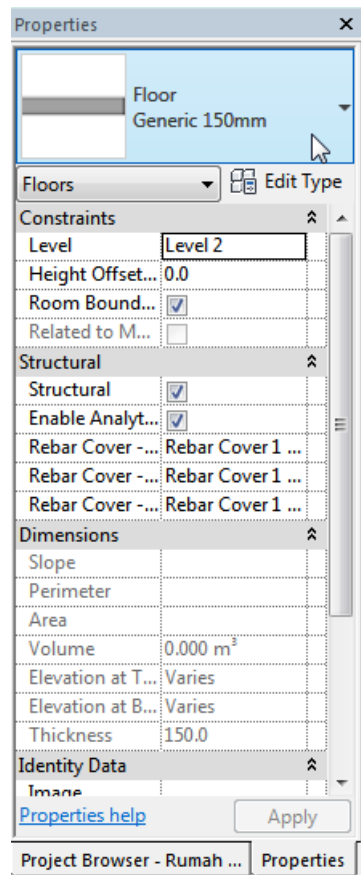 Properties
Floor
Generic 150mm
Floors Edit Type
Constraints
Level Level 2
Height Offset... 0.0
Room Bound...
Related to M...
Structural
Structural
Enable Analyt...
Rebar Cover -... Rebar Cover 1 ...
Rebar Cover -... Rebar Cover 1 ...
Rebar Cover -... Rebar Cover 1 ...
Dimensions
Slope
Perimeter
Area
Volume 0.000 m³
Elevation at T... Varies
Elevation at B... Varies
Thickness 150.0
Identity Data
Image
Properties help Apply
Project Browser - Rumah ... Properties